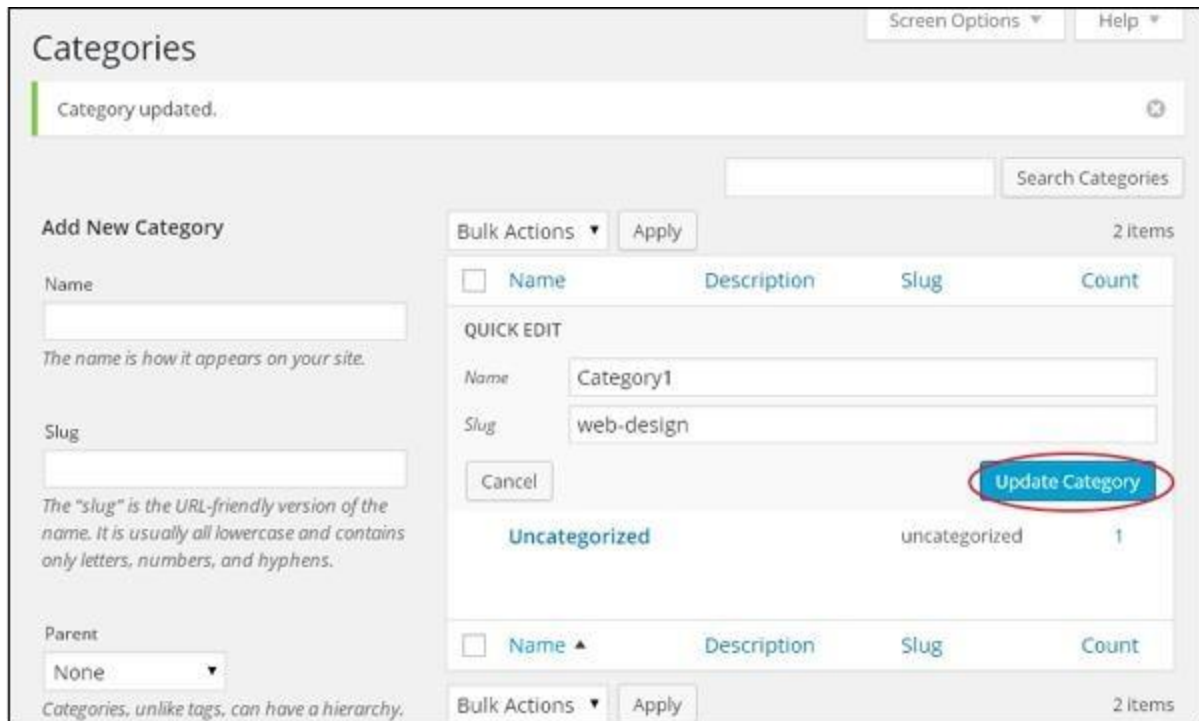 Screen Options ▼
Help ▼
Categories
Category updated.
Search Categories
Add New Category
Name
The name is how it appears on your site.
Slug
The "slug" is the URL-friendly version of the
name. It is usually all lowercase and contains
only letters, numbers, and hyphens.
Parent
None ▼
Categories, unlike tags, can have a hierarchy.
Bulk Actions ▼ Apply 2 items
Name Description Slug Count
QUICK EDIT
Name Category1
Slug web-design
Cancel Update Category
Uncategorized uncategorized 1
Name ▲ Description Slug Count
Bulk Actions ▼ Apply 2 items